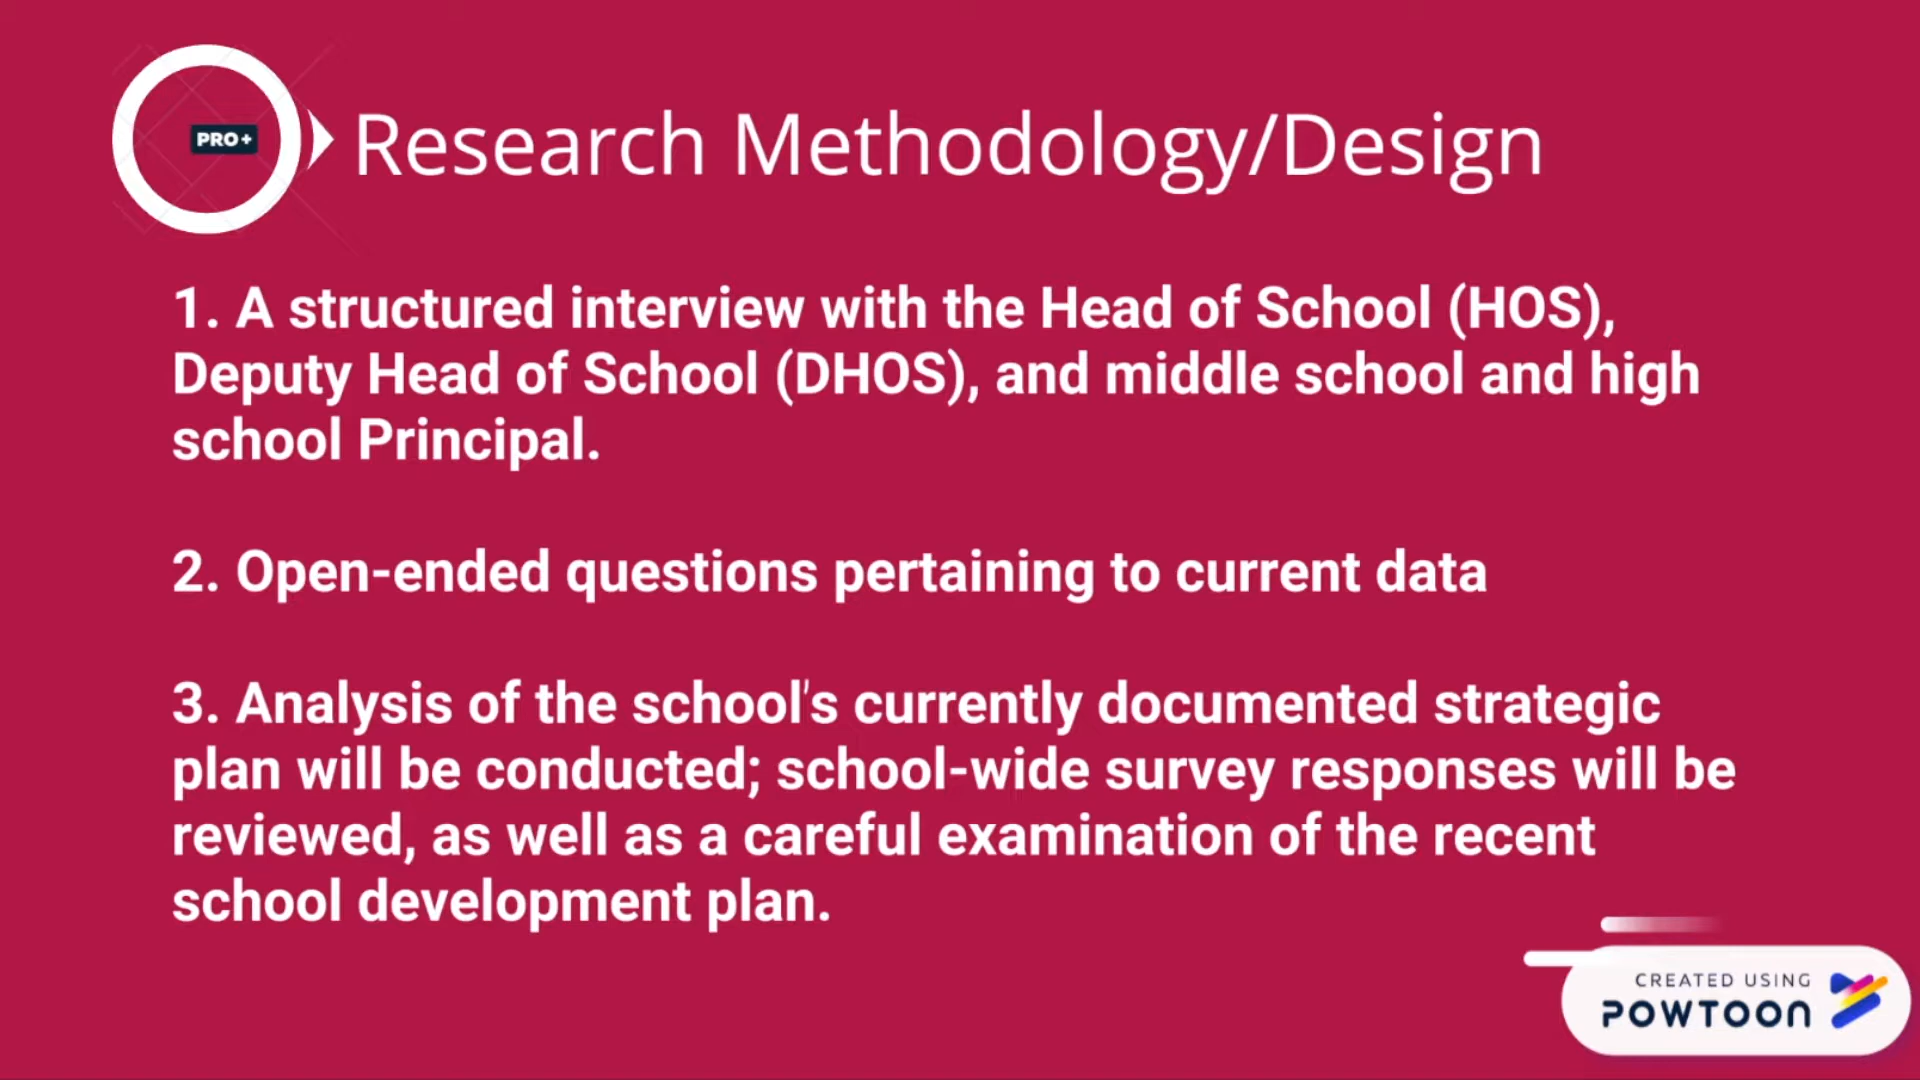 PRO+
Research Methodology/Design
1. A structured interview with the Head of School (HOS),
Deputy Head of School (DHOS), and middle school and high
school Principal.
2. Open-ended questions pertaining to current data
3. Analysis of the school's currently documented strategic
plan will be conducted; school-wide survey responses will be
reviewed, as well as a careful examination of the recent
school development plan.
CREATED USING
POWTOON